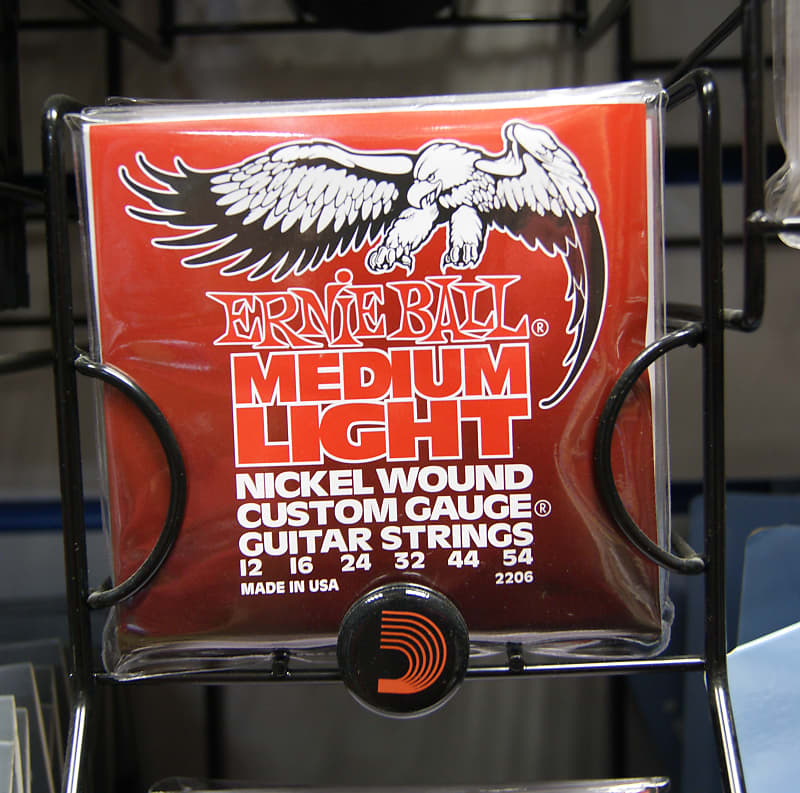 ERNiE BALL®
MEDIUM
LIGHT
NICKEL WOUND
CUSTOM GAUGE®
GUITAR STRINGS
12 16 24 32 44 54
MADE IN USA 2206